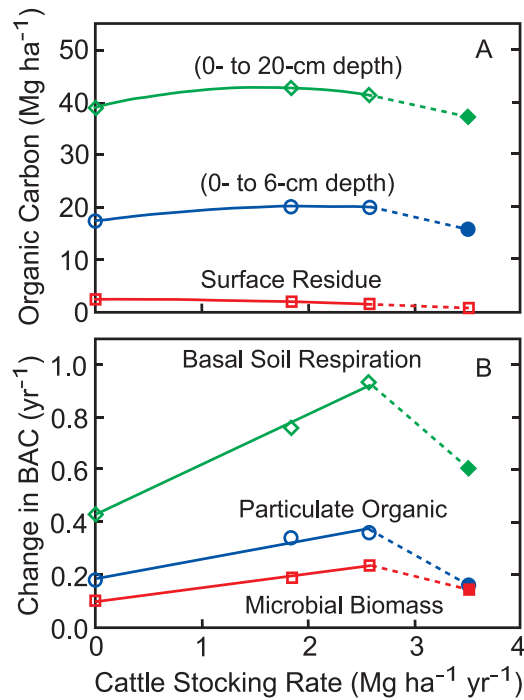 A
50
40
30
20
10
0
Organic Carbon (Mg ha⁻¹)
(0- to 20-cm depth)
(0- to 6-cm depth)
Surface Residue
B
1.0
0.8
0.6
0.4
0.2
0.0
Change in BAC (yr⁻¹)
Basal Soil Respiration
Particulate Organic
Microbial Biomass
0 1 2 3 4
Cattle Stocking Rate (Mg ha⁻¹ yr⁻¹)